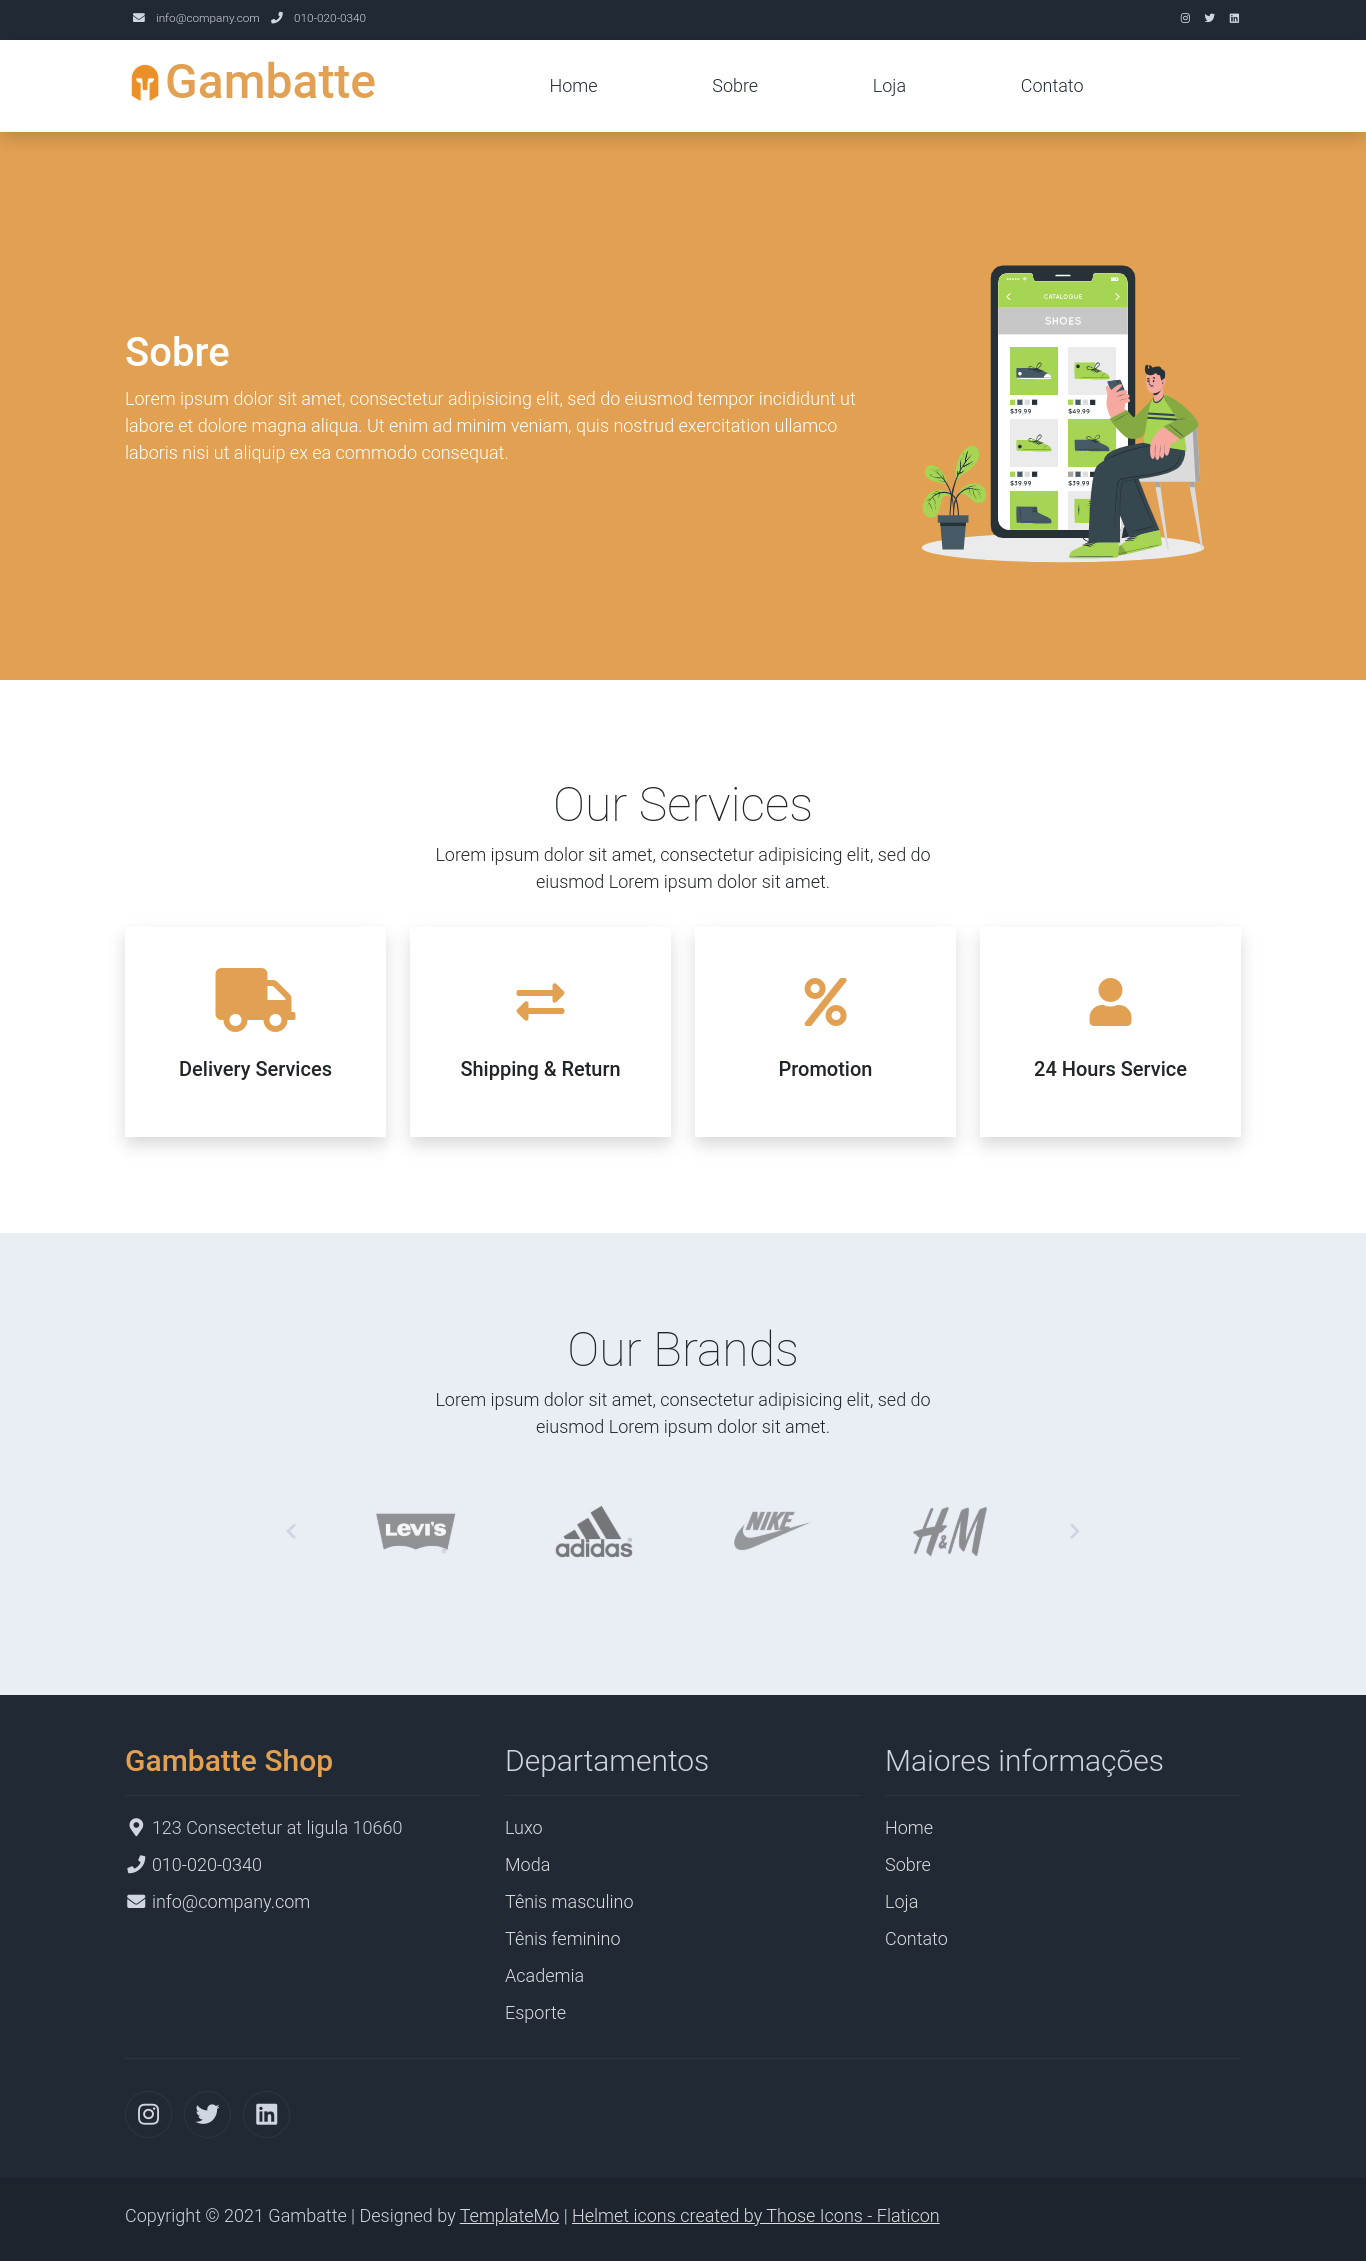 info@company.com 010-020-0340
Gambatte
Home Sobre Loja Contato
CATALOGUE
SHOES
$39.99 $49.99
$39.99 $39.99
Sobre
Lorem ipsum dolor sit amet, consectetur adipisicing elit, sed do eiusmod tempor incididunt ut
labore et dolore magna aliqua. Ut enim ad minim veniam, quis nostrud exercitation ullamco
laboris nisi ut aliquip ex ea commodo consequat.
Our Services
Lorem ipsum dolor sit amet, consectetur adipisicing elit, sed do
eiusmod Lorem ipsum dolor sit amet.
Delivery Services
Shipping & Return
Promotion
24 Hours Service
Our Brands
Lorem ipsum dolor sit amet, consectetur adipisicing elit, sed do
eiusmod Lorem ipsum dolor sit amet.
LEVI'S
adidas
NIKE
H&M
Gambatte Shop
123 Consectetur at ligula 10660
010-020-0340
info@company.com
Departamentos
Luxo
Moda
Tênis masculino
Tênis feminino
Academia
Esporte
Maiores informações
Home
Sobre
Loja
Contato
Copyright © 2021 Gambatte | Designed by TemplateMo | Helmet icons created by Those Icons - Flaticon